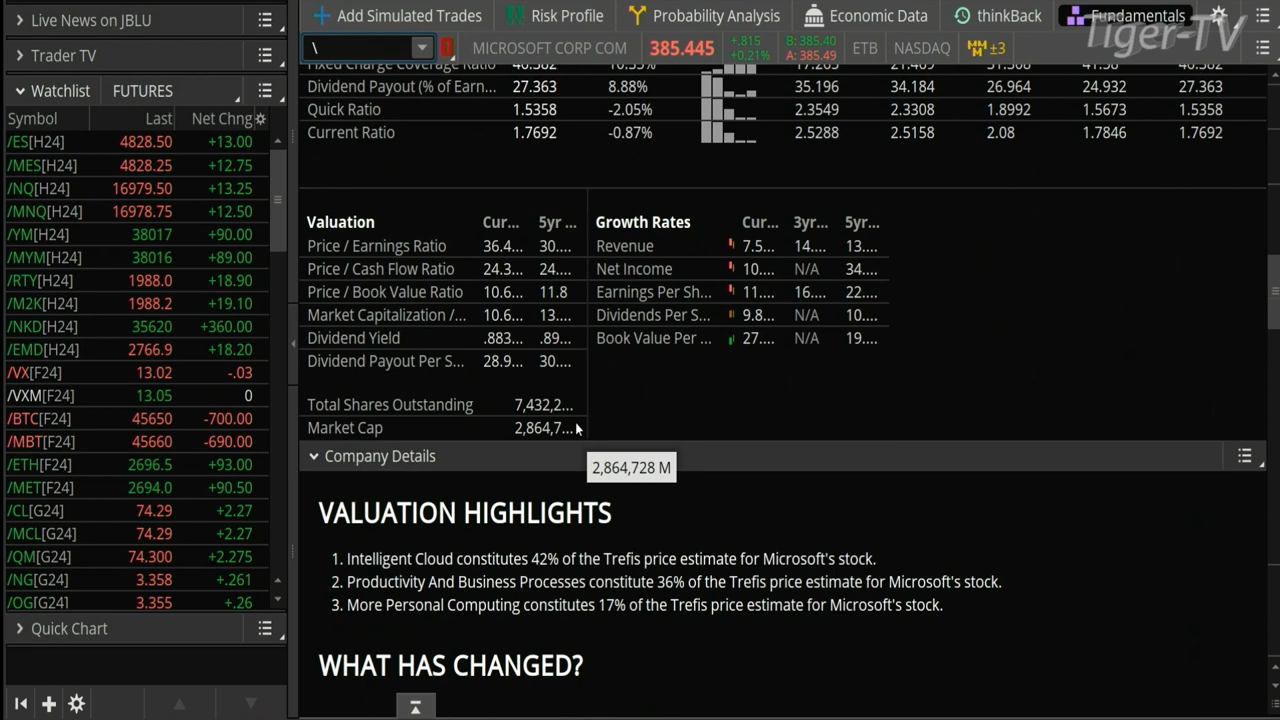 Live News on JBLU
Add Simulated Trades Risk Profile Probability Analysis Economic Data thinkBack Fundamentals
Tiger-TV
Trader TV
\ MICROSOFT CORP COM 385.445 +.815 +0.21% B: 385.40 A: 385.49 ETB NASDAQ MMM ±3
Watchlist FUTURES
Symbol Last Net Chng
/ES[H24] 4828.50 +13.00
/MES[H24] 4828.25 +12.75
/NQ[H24] 16979.50 +13.25
/MNQ[H24] 16978.75 +12.50
/YM[H24] 38017 +90.00
/MYM[H24] 38016 +89.00
/RTY[H24] 1988.0 +18.90
/M2K[H24] 1988.2 +19.10
/NKD[H24] 35620 +360.00
/EMD[H24] 2766.9 +18.20
/VX[F24] 13.02 -.03
/VXM[F24] 13.05 0
/BTC[F24] 45650 -700.00
/MBT[F24] 45660 -690.00
/ETH[F24] 2696.5 +93.00
/MET[F24] 2694.0 +90.50
/CL[G24] 74.29 +2.27
/MCL[G24] 74.29 +2.27
/QM[G24] 74.300 +2.275
/NG[G24] 3.358 +.261
/QG[G24] 3.355 +.26
Quick Chart
Fixed Charge Coverage Ratio
Dividend Payout (% of Earn... 27.363 8.88% 35.196 34.184 26.964 24.932 27.363
Quick Ratio 1.5358 -2.05% 2.3549 2.3308 1.8992 1.5673 1.5358
Current Ratio 1.7692 -0.87% 2.5288 2.5158 2.08 1.7846 1.7692
Valuation Cur... 5yr ...
Price / Earnings Ratio 36.4... 30....
Price / Cash Flow Ratio 24.3... 24....
Price / Book Value Ratio 10.6... 11.8
Market Capitalization /... 10.6... 13....
Dividend Yield .883... .89...
Dividend Payout Per S... 28.9... 30....
Total Shares Outstanding 7,432,2...
Market Cap 2,864,7...
2,864,728 M
Growth Rates Cur... 3yr... 5yr...
Revenue 7.5... 14.... 13....
Net Income 10.... N/A 34....
Earnings Per Sh... 11.... 16.... 22....
Dividends Per S... 9.8... N/A 10....
Book Value Per ... 27.... N/A 19....
Company Details
VALUATION HIGHLIGHTS
1. Intelligent Cloud constitutes 42% of the Trefis price estimate for Microsoft's stock.
2. Productivity And Business Processes constitute 36% of the Trefis price estimate for Microsoft's stock.
3. More Personal Computing constitutes 17% of the Trefis price estimate for Microsoft's stock.
WHAT HAS CHANGED?